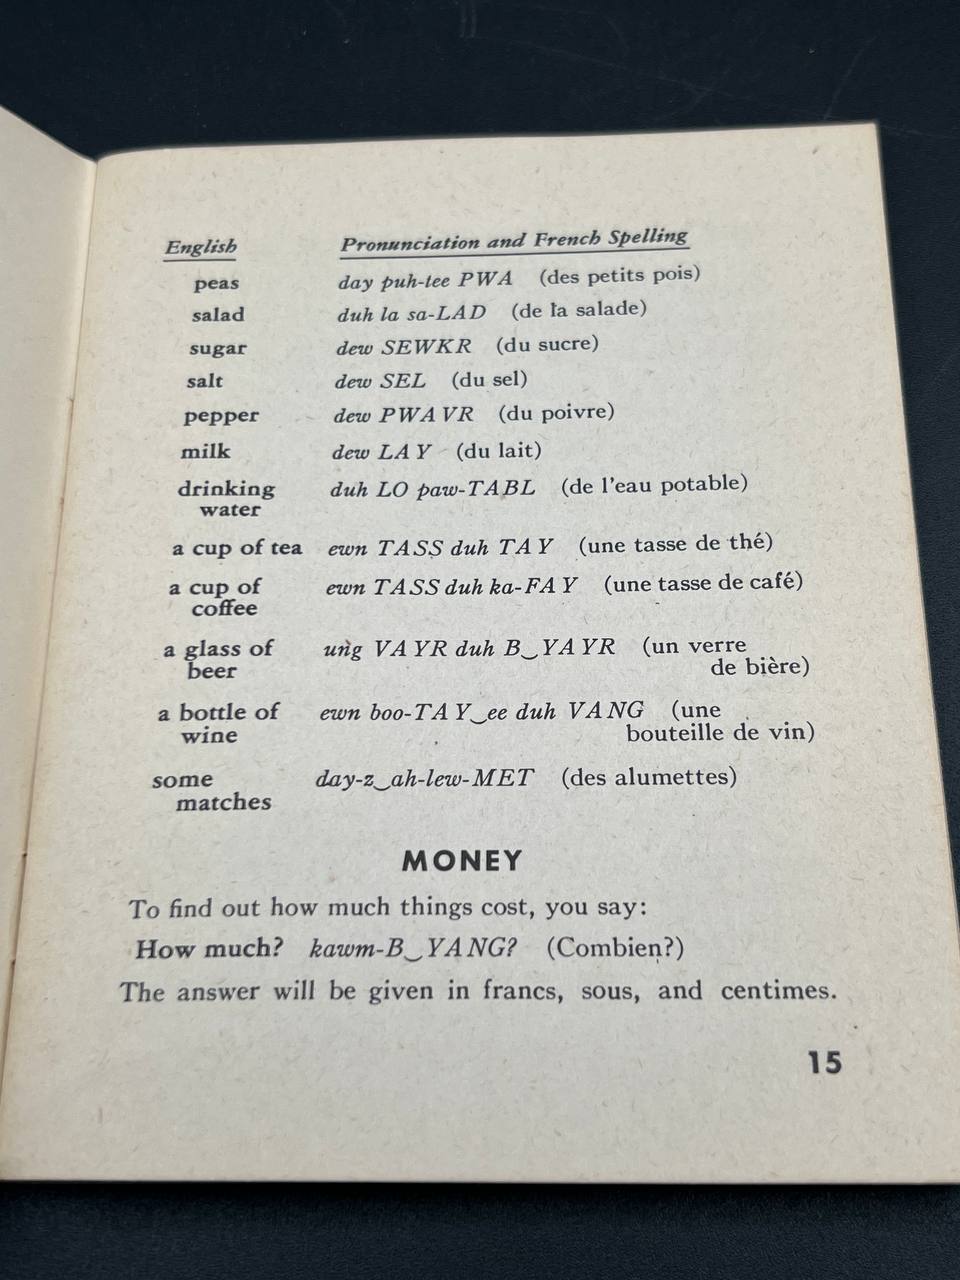 English Pronunciation and French Spelling
peas day puh-tee PWA (des petits pois)
salad duh la sa-LAD (de la salade)
sugar dew SEWKR (du sucre)
salt dew SEL (du sel)
pepper dew PWAVR (du poivre)
milk dew LAY (du lait)
drinking duh LO paw-TABL (de l'eau potable)
water
a cup of tea ewn TASS duh TAY (une tasse de thé)
a cup of ewn TASS duh ka-FAY (une tasse de café)
coffee
a glass of ung VAYR duh B‿YAYR (un verre
beer de bière)
a bottle of ewn boo-TAY‿ee duh VANG (une
wine bouteille de vin)
some day-z‿ah-lew-MET (des alumettes)
matches
MONEY
To find out how much things cost, you say:
How much? kawm-B‿YANG? (Combien?)
The answer will be given in francs, sous, and centimes.
15